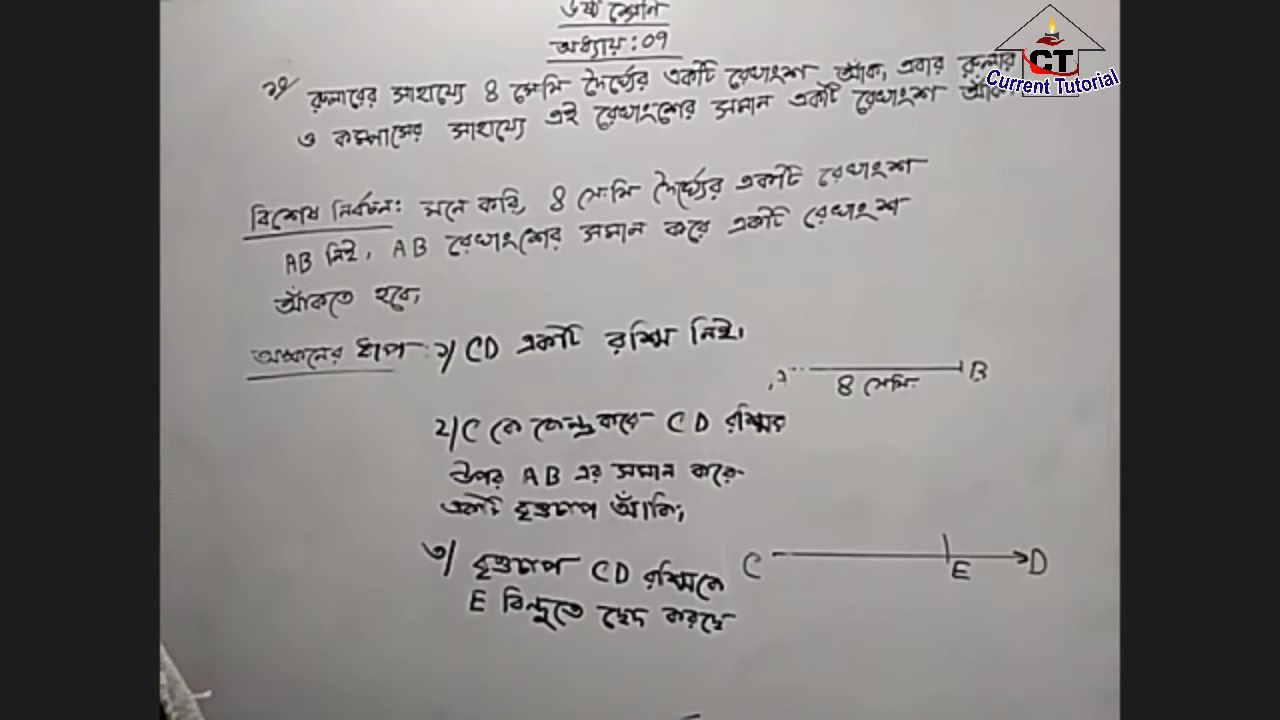 ৬ষ্ঠ শ্রেণি
অধ্যায় : ০৭
১৷ রুলারের সাহায্যে ৪ সে.মি দৈর্ঘ্যের একটি রেখাংশ আঁক, এবার রুলার
ও কম্পাসের সাহায্যে এই রেখাংশের সমান একটি রেখাংশ আঁক।
CT
Current Tutorial
বিশেষ নির্বচন: মনে করি, ৪ সে.মি দৈর্ঘ্যের একটি রেখাংশ
AB নিই, AB রেখাংশের সমান করে একটি রেখাংশ
আঁকতে হবে,
অঙ্কনের ধাপ : ১/ CD একটি রশ্মি নিই।
A B
৪ সেমি.
২/ C কে কেন্দ্র করে CD রশ্মির
উপর AB এর সমান করে
একটি বৃত্তচাপ আঁকি,
৩/ বৃত্তচাপ CD রশ্মিকে
E বিন্দুতে ছেদ করছে
C E D